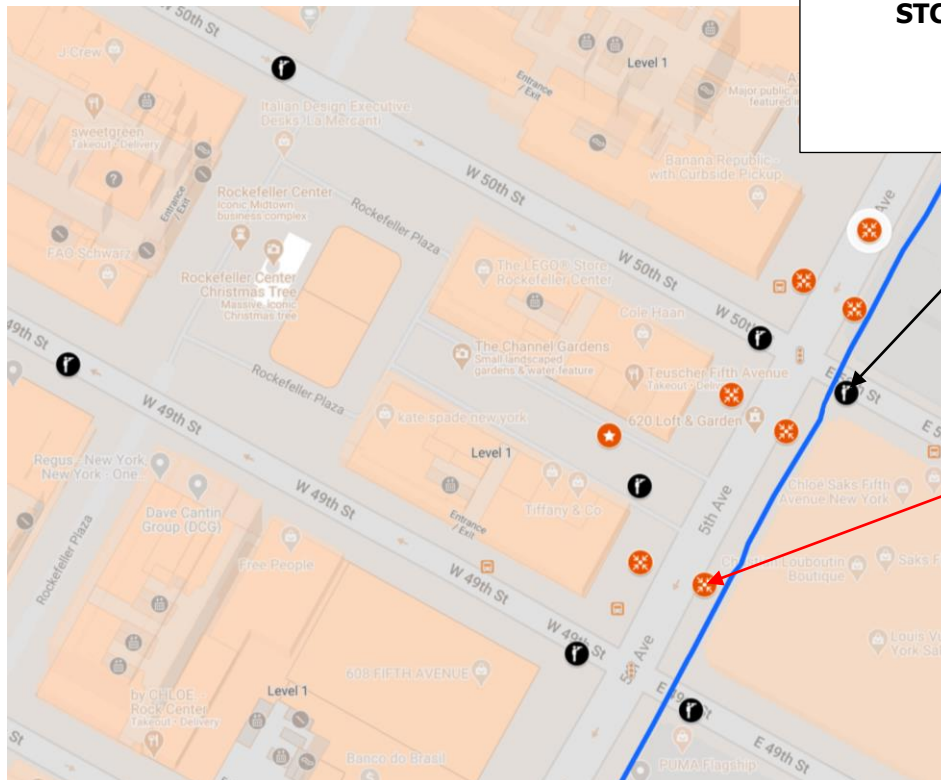 STO
W 50th St
J-Crew
Level 1
Entrance
/ Exit
Major public a
featured i
Italian Design Executive
Desks, La Mercanti
sweetgreen
Takeout · Delivery
Banana Republic -
with Curbside Pickup
?
W 50th St
Entrance
/ Exit
Rockefeller Center
Iconic Midtown
business complex
Rockefeller Plaza
Ave
FAO Schwarz
The LEGO® Store
Rockefeller Center
W 50th St
Rockefeller Center
Christmas Tree
Massive, iconic
Christmas tree
Cole Haan
W 50th
49th St
The Channel Gardens
Small landscaped
gardens & water feature
Teuscher Fifth Avenue
Takeout · Delivery
Rockefeller Plaza
kate spade new york
620 Loft & Garden
W 49th St
Level 1
E 5
Regus - New York,
New York - One...
Chloé Saks Fifth
Avenue New York
W 49th St
Tiffany & Co
Dave Cantin
Group (DCG)
5th Ave
Entrance
/ Exit
Free People
Christian Louboutin
Boutique
Saks F
W 49th St
Rockefeller Plaza
W 49th St
Louis Vu
York Sa
5th Ave
608 FIFTH AVENUE
Level 1
by CHLOE. -
Rock Center
Takeout · Delivery
E 49th St
St
E 49th St
Banco do Brasil
PUMA Flagship